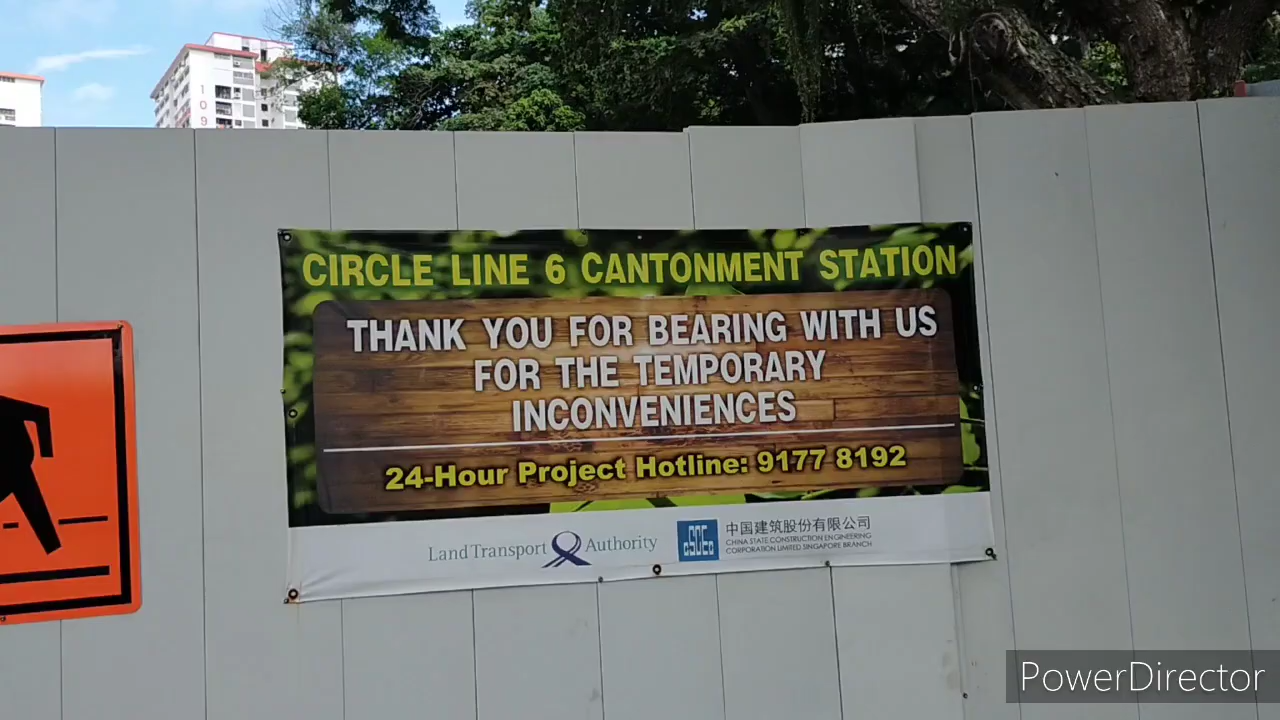 109
CIRCLE LINE 6 CANTONMENT STATION
THANK YOU FOR BEARING WITH US
FOR THE TEMPORARY
INCONVENIENCES
24-Hour Project Hotline: 9177 8192
Land Transport Authority
CSCEC
中国建筑股份有限公司
CHINA STATE CONSTRUCTION ENGINEERING
CORPORATION LIMITED SINGAPORE BRANCH
PowerDirector